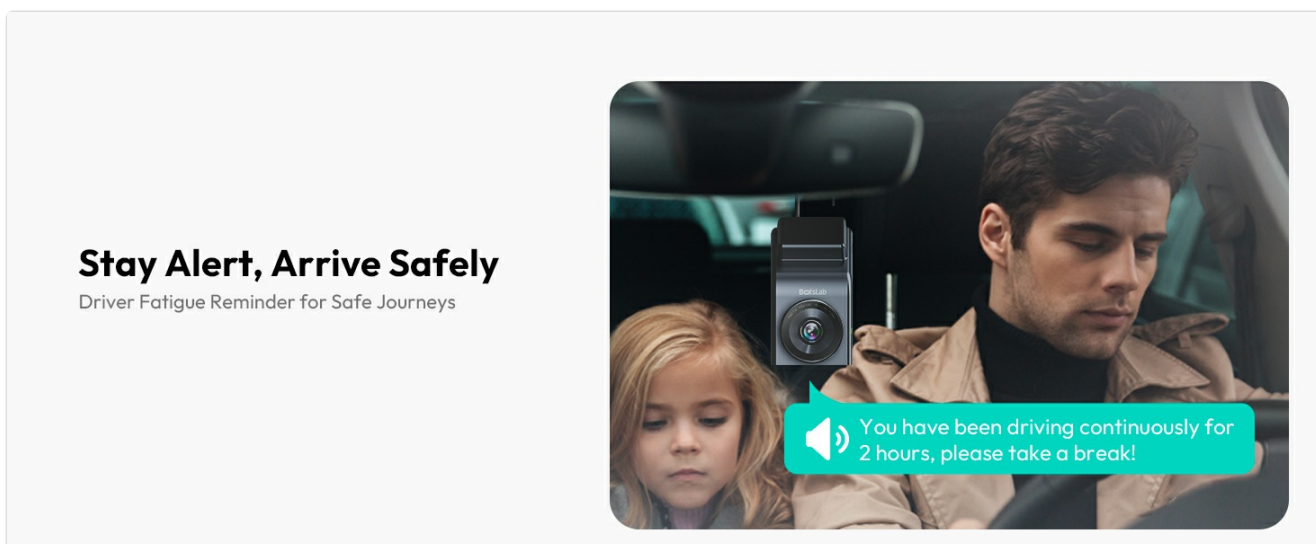 Stay Alert, Arrive Safely
Driver Fatigue Reminder for Safe Journeys
BotsLab
You have been driving continuously for
2 hours, please take a break!